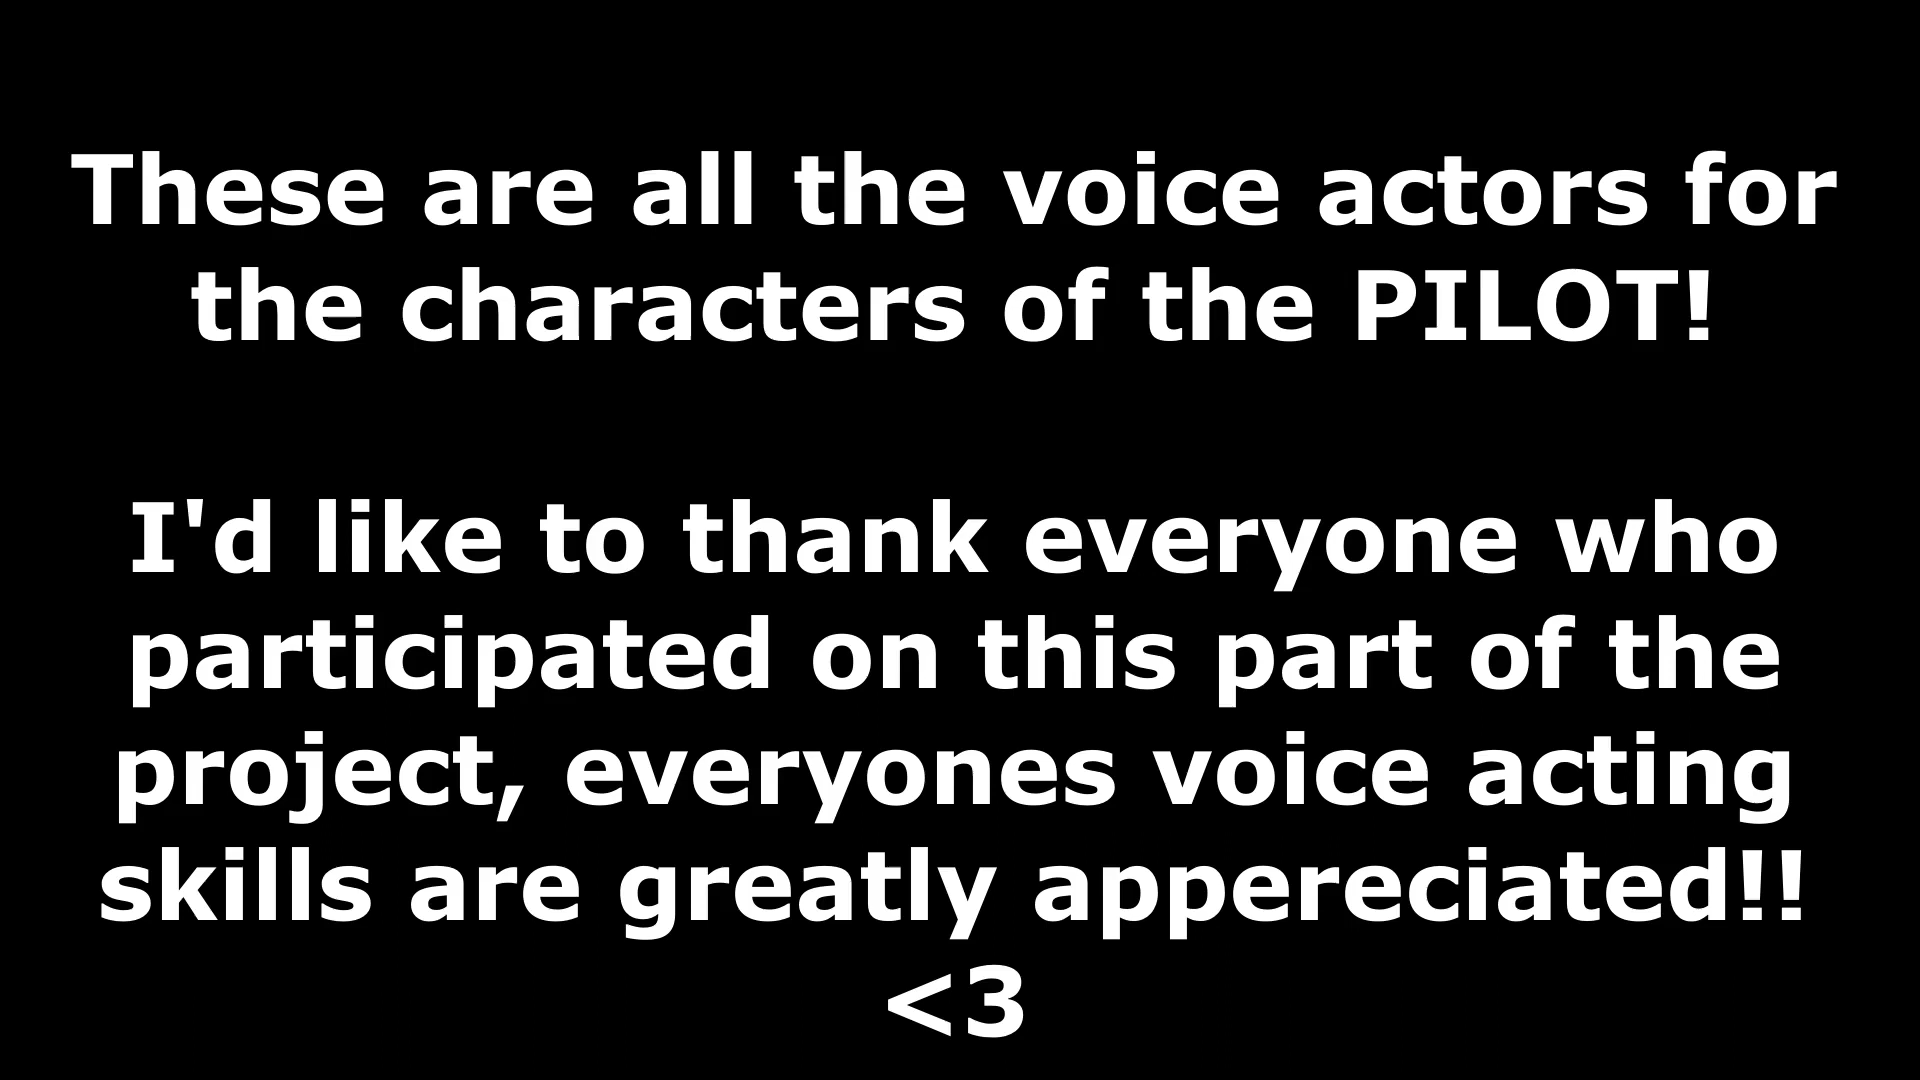 These are all the voice actors for
the characters of the PILOT!
I'd like to thank everyone who
participated on this part of the
project, everyones voice acting
skills are greatly appereciated!!
<3